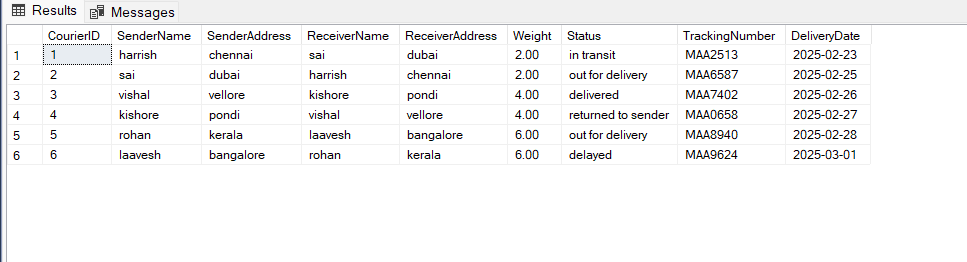 Results Messages
CourierID SenderName SenderAddress ReceiverName ReceiverAddress Weight Status TrackingNumber DeliveryDate
1 1 harrish chennai sai dubai 2.00 in transit MAA2513 2025-02-23
2 2 sai dubai harrish chennai 2.00 out for delivery MAA6587 2025-02-25
3 3 vishal vellore kishore pondi 4.00 delivered MAA7402 2025-02-26
4 4 kishore pondi vishal vellore 4.00 returned to sender MAA0658 2025-02-27
5 5 rohan kerala laavesh bangalore 6.00 out for delivery MAA8940 2025-02-28
6 6 laavesh bangalore rohan kerala 6.00 delayed MAA9624 2025-03-01